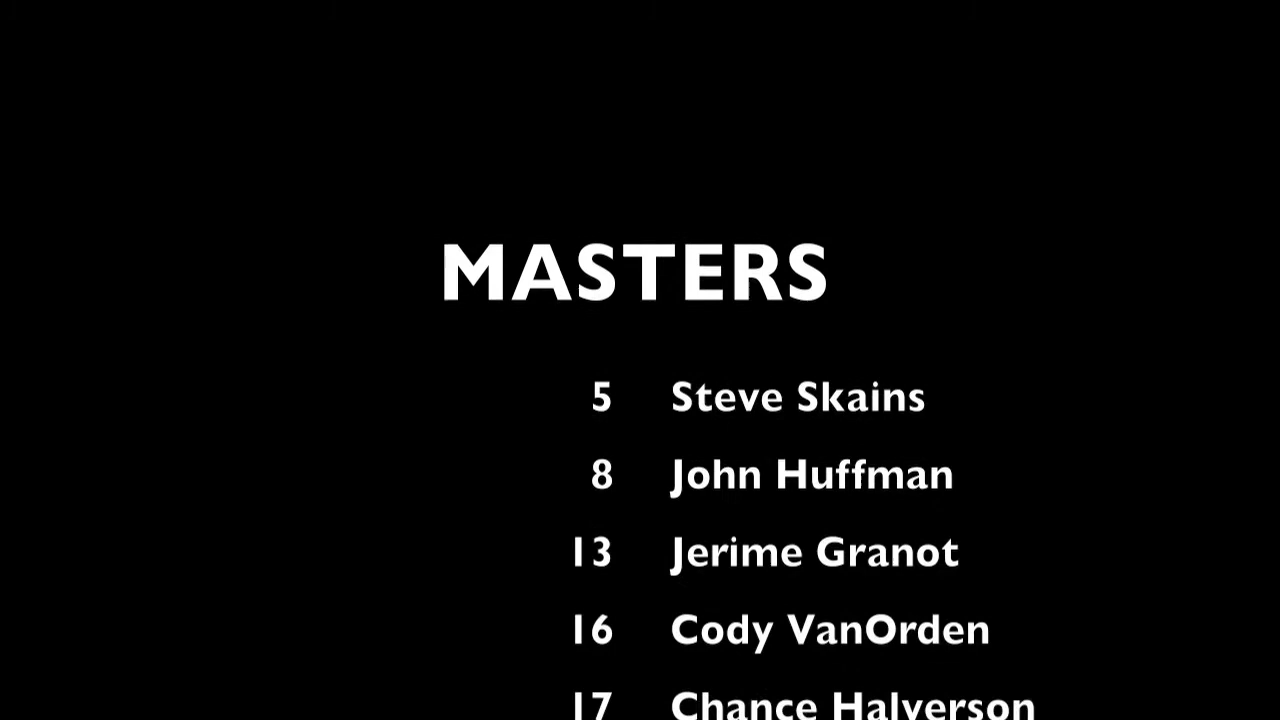 MASTERS
5 Steve Skains
8 John Huffman
13 Jerime Granot
16 Cody VanOrden
17 Chance Halverson